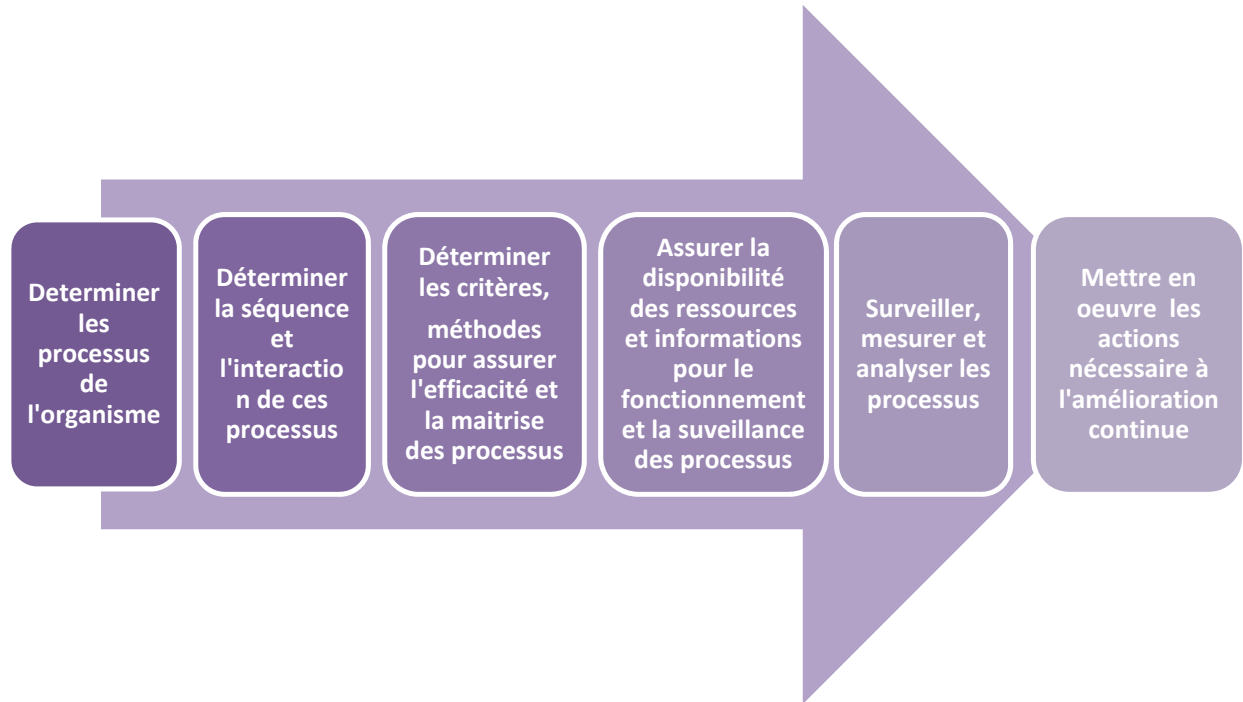 Determiner
les
processus
de
l'organisme
Déterminer
la séquence
et
l'interactio
n de ces
processus
Déterminer
les critères,
méthodes
pour assurer
l'efficacité et
la maitrise
des processus
Assurer la
disponibilité
des ressources
et informations
pour le
fonctionnement
et la suveillance
des processus
Surveiller,
mesurer et
analyser les
processus
Mettre en
oeuvre les
actions
nécessaire à
l'amélioration
continue